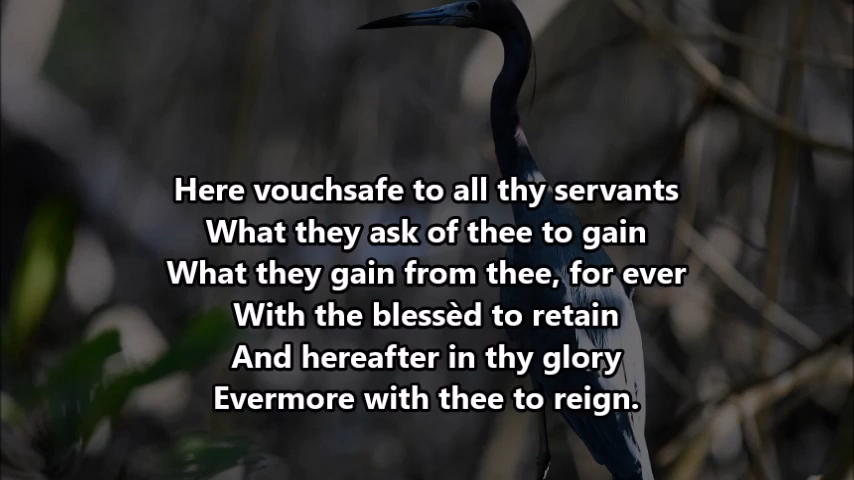 Here vouchsafe to all thy servants
What they ask of thee to gain
What they gain from thee, for ever
With the blessèd to retain
And hereafter in thy glory
Evermore with thee to reign.